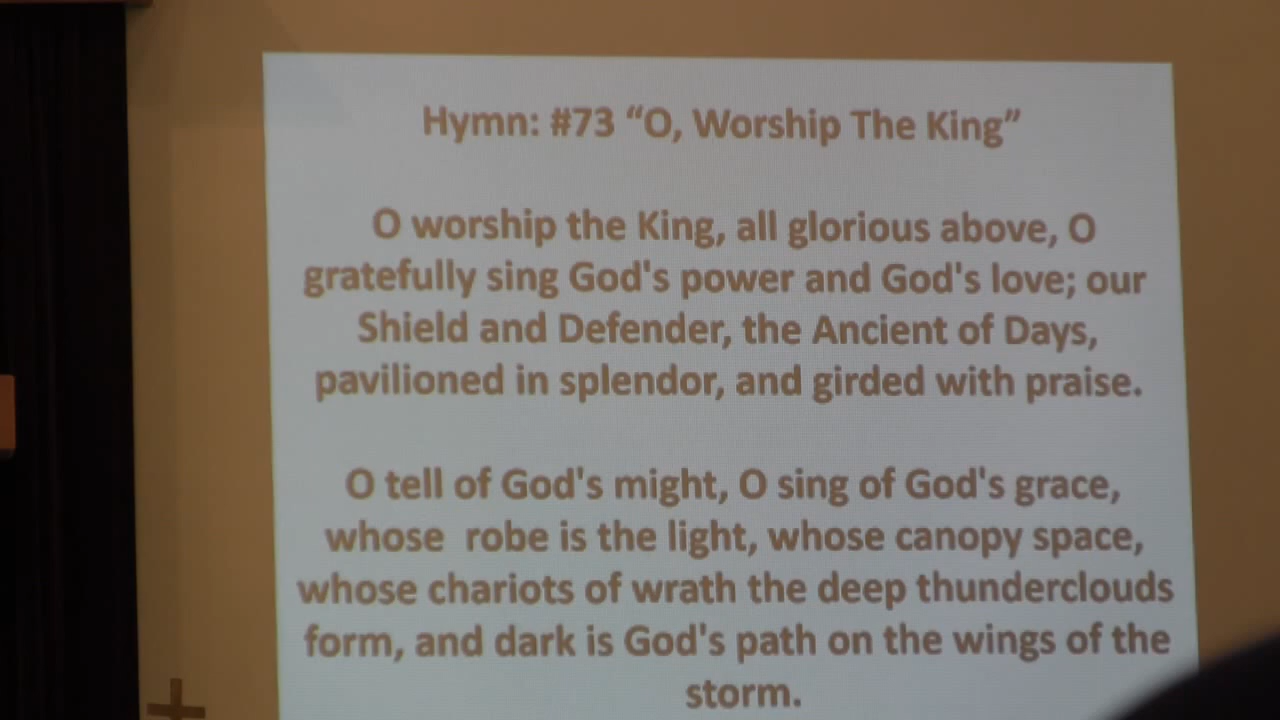 Hymn: #73 “O, Worship The King”
O worship the King, all glorious above, O
gratefully sing God's power and God's love; our
Shield and Defender, the Ancient of Days,
pavilioned in splendor, and girded with praise.
O tell of God's might, O sing of God's grace,
whose  robe is the light, whose canopy space,
whose chariots of wrath the deep thunderclouds
form, and dark is God's path on the wings of the
storm.